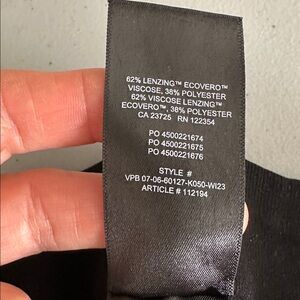 62% LENZING™ ECOVERO™
VISCOSE, 38% POLYESTER
62% VISCOSE LENZING™
ECOVERO™, 38% POLYESTER
CA 23725 RN 122354
PO 4500221674
PO 4500221675
PO 4500221676
STYLE #
VPB 07-06-60127-K050-WI23
ARTICLE # 112194